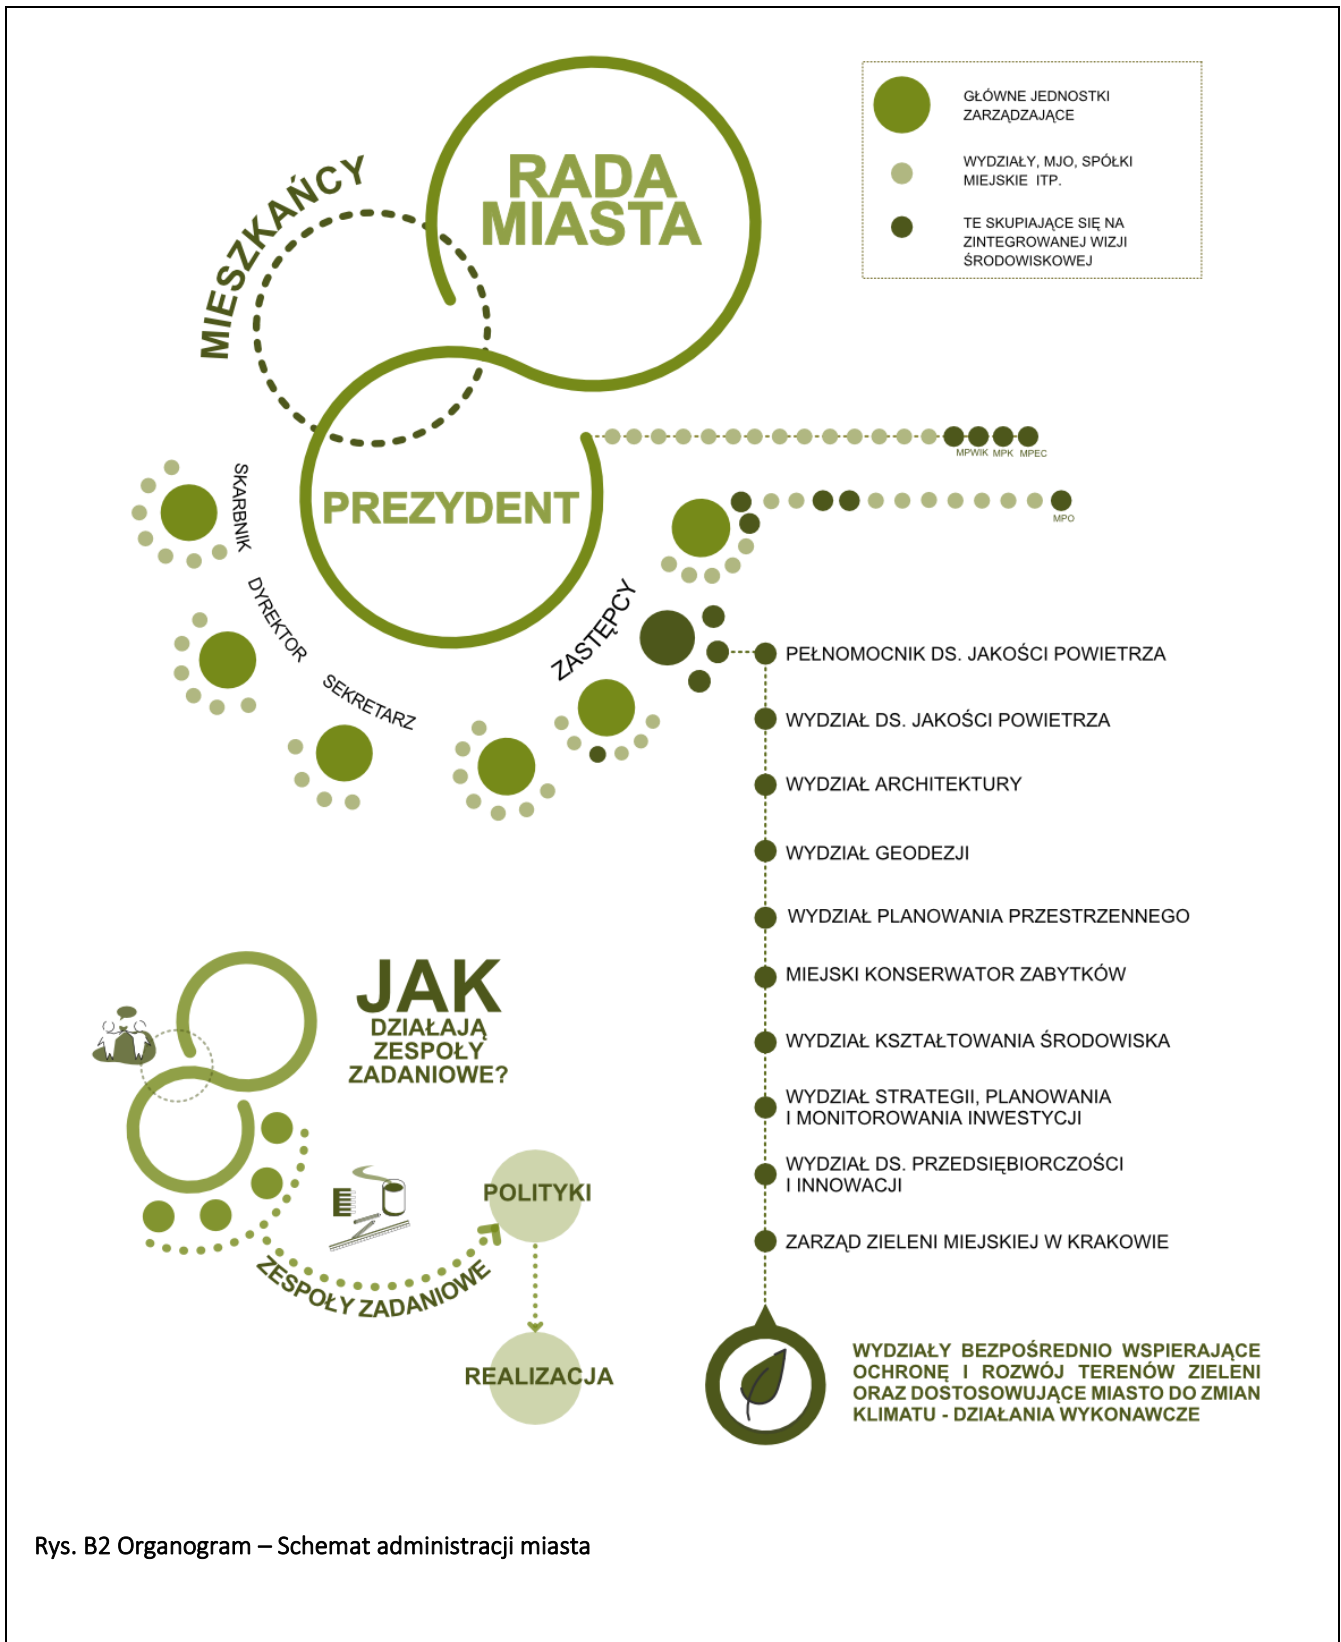 RADA
MIASTA
MIESZKAŃCY
GŁÓWNE JEDNOSTKI
ZARZĄDZAJĄCE
WYDZIAŁY, MJO, SPÓŁKI
MIEJSKIE ITP.
TE SKUPIAJĄCE SIĘ NA
ZINTEGROWANEJ WIZJI
ŚRODOWISKOWEJ
PREZYDENT
MPWIK MPK MPEC
MPO
SKARBNIK
DYREKTOR
SEKRETARZ
ZASTĘPCY
PEŁNOMOCNIK DS. JAKOŚCI POWIETRZA
WYDZIAŁ DS. JAKOŚCI POWIETRZA
WYDZIAŁ ARCHITEKTURY
WYDZIAŁ GEODEZJI
WYDZIAŁ PLANOWANIA PRZESTRZENNEGO
MIEJSKI KONSERWATOR ZABYTKÓW
WYDZIAŁ KSZTAŁTOWANIA ŚRODOWISKA
WYDZIAŁ STRATEGII, PLANOWANIA
I MONITOROWANIA INWESTYCJI
WYDZIAŁ DS. PRZEDSIĘBIORCZOŚCI
I INNOWACJI
ZARZĄD ZIELENI MIEJSKIEJ W KRAKOWIE
WYDZIAŁY BEZPOŚREDNIO WSPIERAJĄCE
OCHRONĘ I ROZWÓJ TERENÓW ZIELENI
ORAZ DOSTOSOWUJĄCE MIASTO DO ZMIAN
KLIMATU - DZIAŁANIA WYKONAWCZE
JAK
DZIAŁAJĄ
ZESPOŁY
ZADANIOWE?
ZESPOŁY ZADANIOWE
POLITYKI
REALIZACJA
Rys. B2 Organogram – Schemat administracji miasta